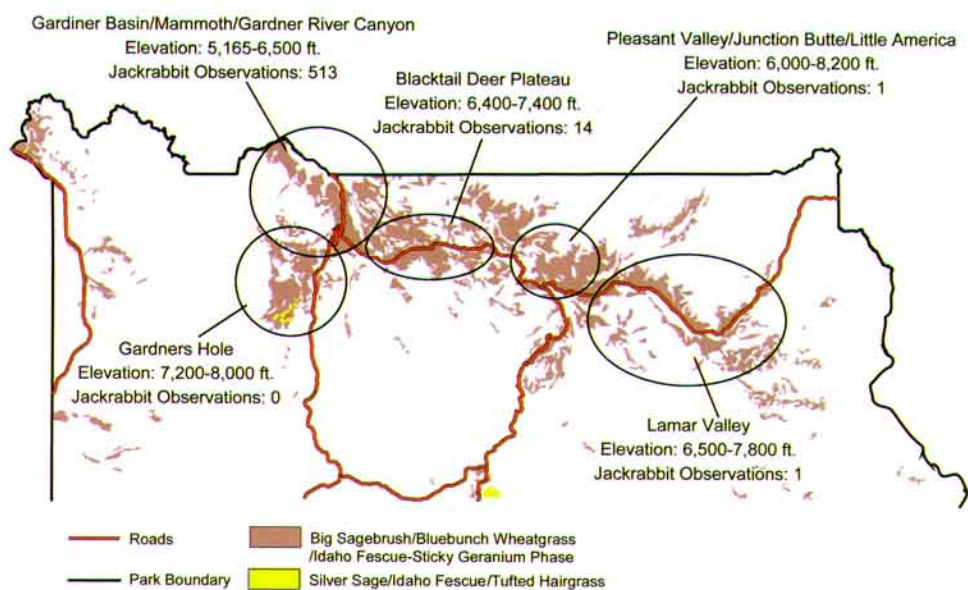 Gardiner Basin/Mammoth/Gardner River Canyon
Elevation: 5,165-6,500 ft.
Jackrabbit Observations: 513
Pleasant Valley/Junction Butte/Little America
Elevation: 6,000-8,200 ft.
Jackrabbit Observations: 1
Blacktail Deer Plateau
Elevation: 6,400-7,400 ft.
Jackrabbit Observations: 14
Gardners Hole
Elevation: 7,200-8,000 ft.
Jackrabbit Observations: 0
Lamar Valley
Elevation: 6,500-7,800 ft.
Jackrabbit Observations: 1
Roads
Big Sagebrush/Bluebunch Wheatgrass
/Idaho Fescue-Sticky Geranium Phase
Park Boundary
Silver Sage/Idaho Fescue/Tufted Hairgrass